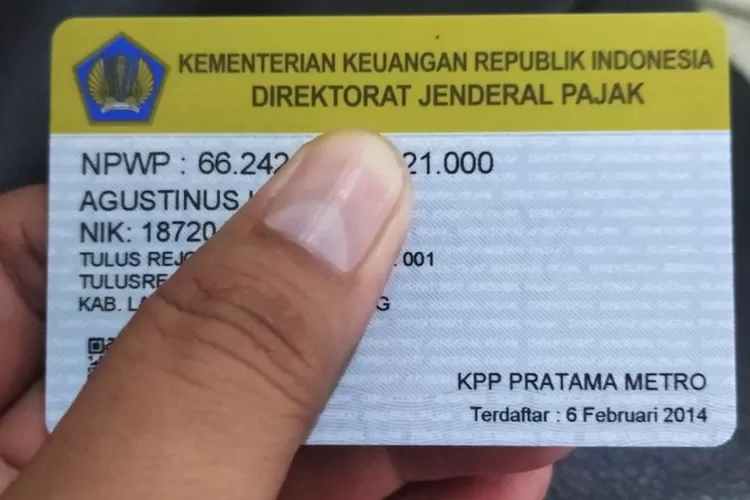 KEMENTERIAN KEUANGAN REPUBLIK INDONESIA
DIREKTORAT JENDERAL PAJAK
NPWP : 66.242 21.000
AGUSTINUS
NIK: 18720
TULUS 001
KAB.
KPP PRATAMA METRO
Terdaftar : 6 Februari 2014